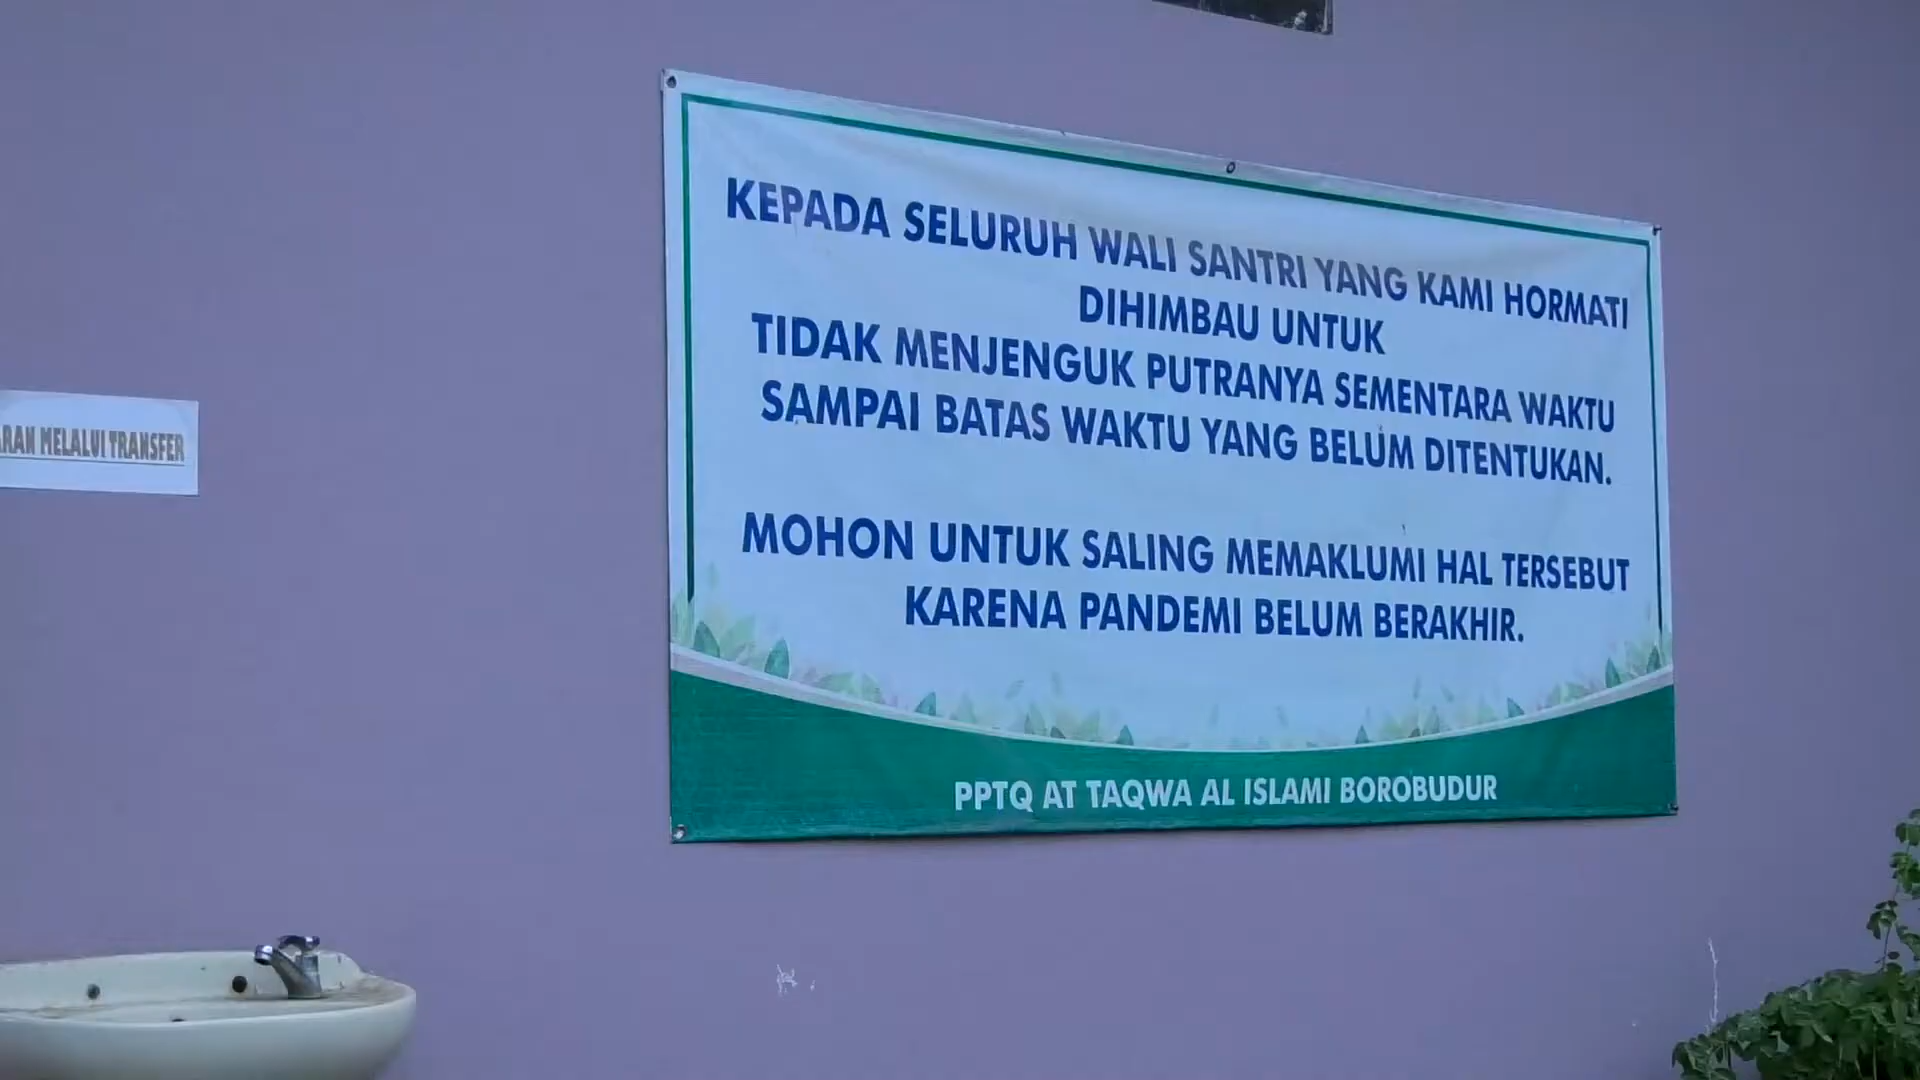 KEPADA SELURUH WALI SANTRI YANG KAMI HORMATI
DIHIMBAU UNTUK
TIDAK MENJENGUK PUTRANYA SEMENTARA WAKTU
SAMPAI BATAS WAKTU YANG BELUM DITENTUKAN.
MOHON UNTUK SALING MEMAKLUMI HAL TERSEBUT
KARENA PANDEMI BELUM BERAKHIR.
PPTQ AT TAQWA AL ISLAMI BOROBUDUR
MELALUI TRANSFER